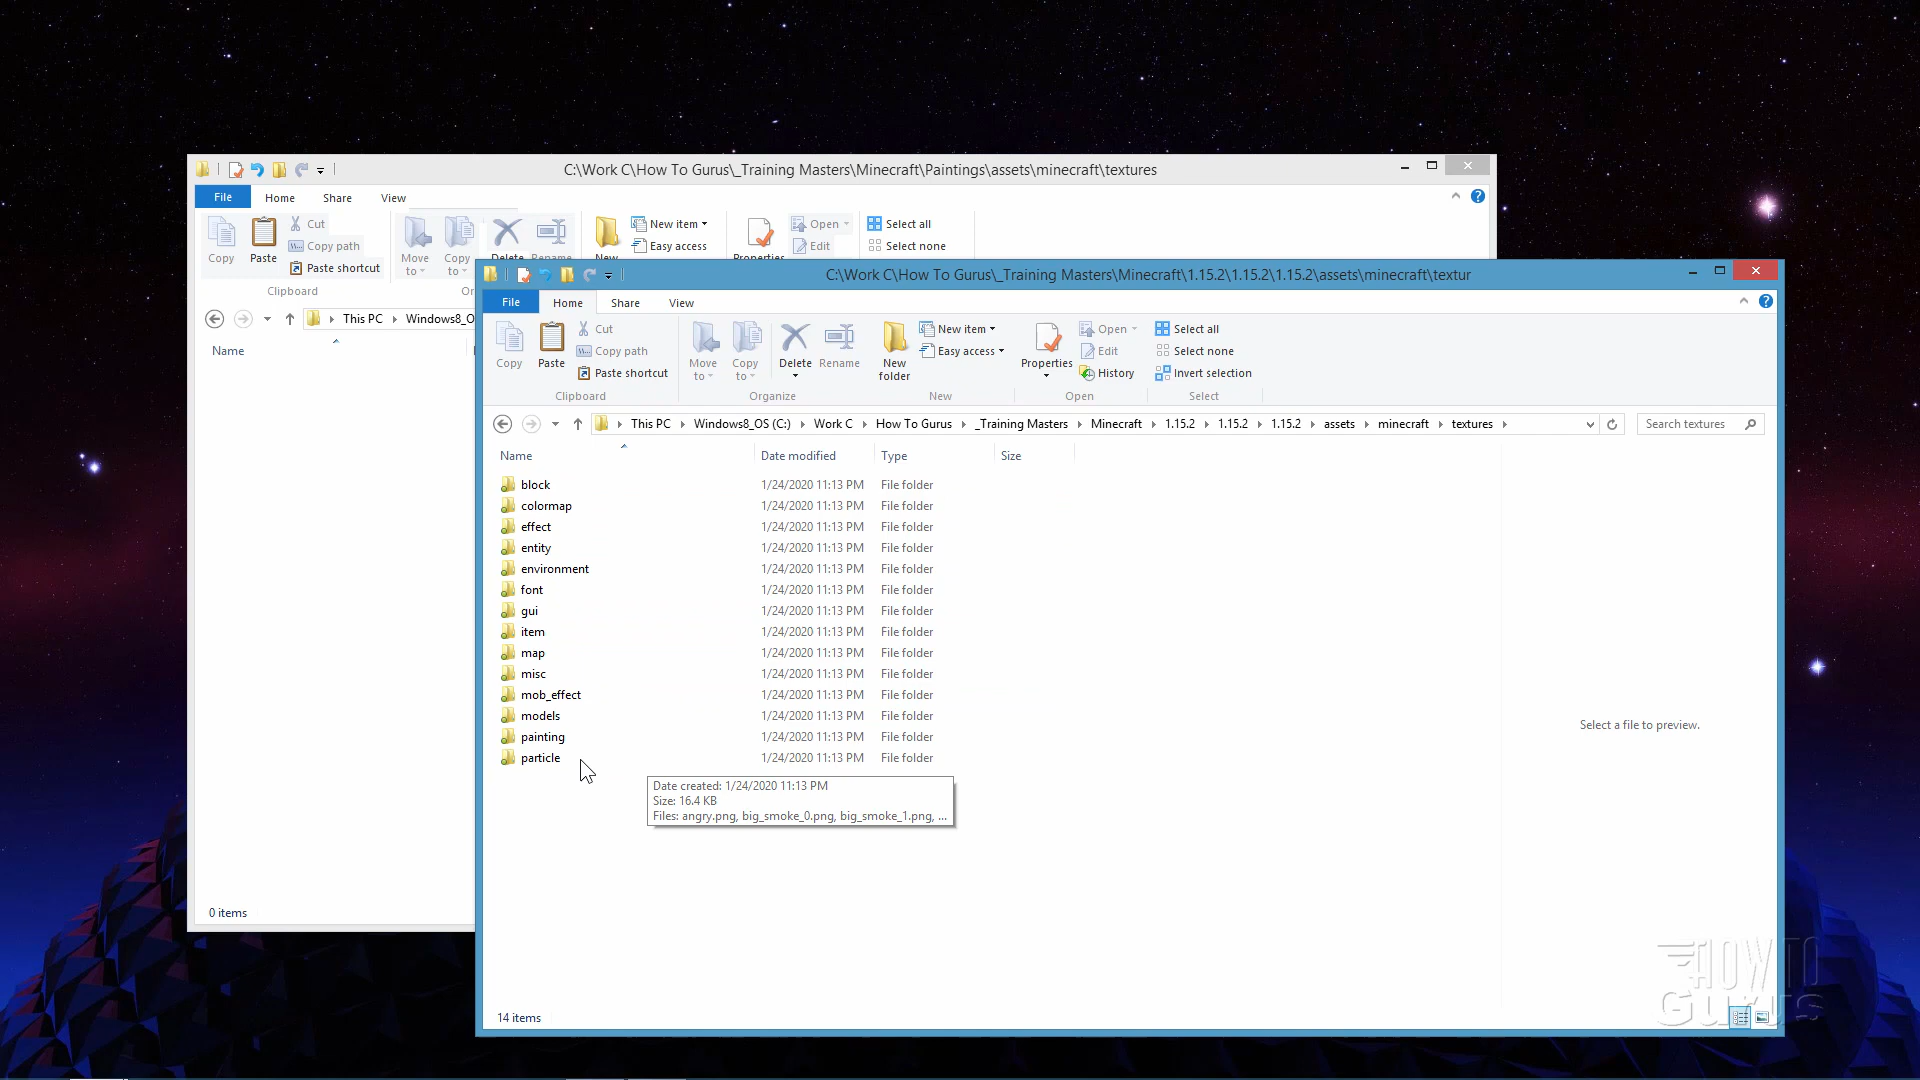 C:\Work C\How To Gurus\_Training Masters\Minecraft\Paintings\assets\minecraft\textures
File Home Share View
Copy Paste Cut
Copy path
Paste shortcut
Move to Copy to Delete Rename New New item
Easy access
Properties Open
Edit
Select all
Select none
Clipboard Or
This PC Windows8_O
Name
0 items
C:\Work C\How To Gurus\_Training Masters\Minecraft\1.15.2\1.15.2\1.15.2\assets\minecraft\textur
File Home Share View
Copy Paste Cut
Copy path
Paste shortcut
Move to Copy to Delete Rename New folder New item
Easy access
Properties Open
Edit
History
Select all
Select none
Invert selection
Clipboard Organize New Open Select
This PC Windows8_OS (C:) Work C How To Gurus _Training Masters Minecraft 1.15.2 1.15.2 1.15.2 assets minecraft textures Search textures
Name Date modified Type Size
block 1/24/2020 11:13 PM File folder
colormap 1/24/2020 11:13 PM File folder
effect 1/24/2020 11:13 PM File folder
entity 1/24/2020 11:13 PM File folder
environment 1/24/2020 11:13 PM File folder
font 1/24/2020 11:13 PM File folder
gui 1/24/2020 11:13 PM File folder
item 1/24/2020 11:13 PM File folder
map 1/24/2020 11:13 PM File folder
misc 1/24/2020 11:13 PM File folder
mob_effect 1/24/2020 11:13 PM File folder
models 1/24/2020 11:13 PM File folder
painting 1/24/2020 11:13 PM File folder
particle 1/24/2020 11:13 PM File folder
Select a file to preview.
Date created: 1/24/2020 11:13 PM
Size: 16.4 KB
Files: angry.png, big_smoke_0.png, big_smoke_1.png, ...
14 items
HOW TO
GURUS